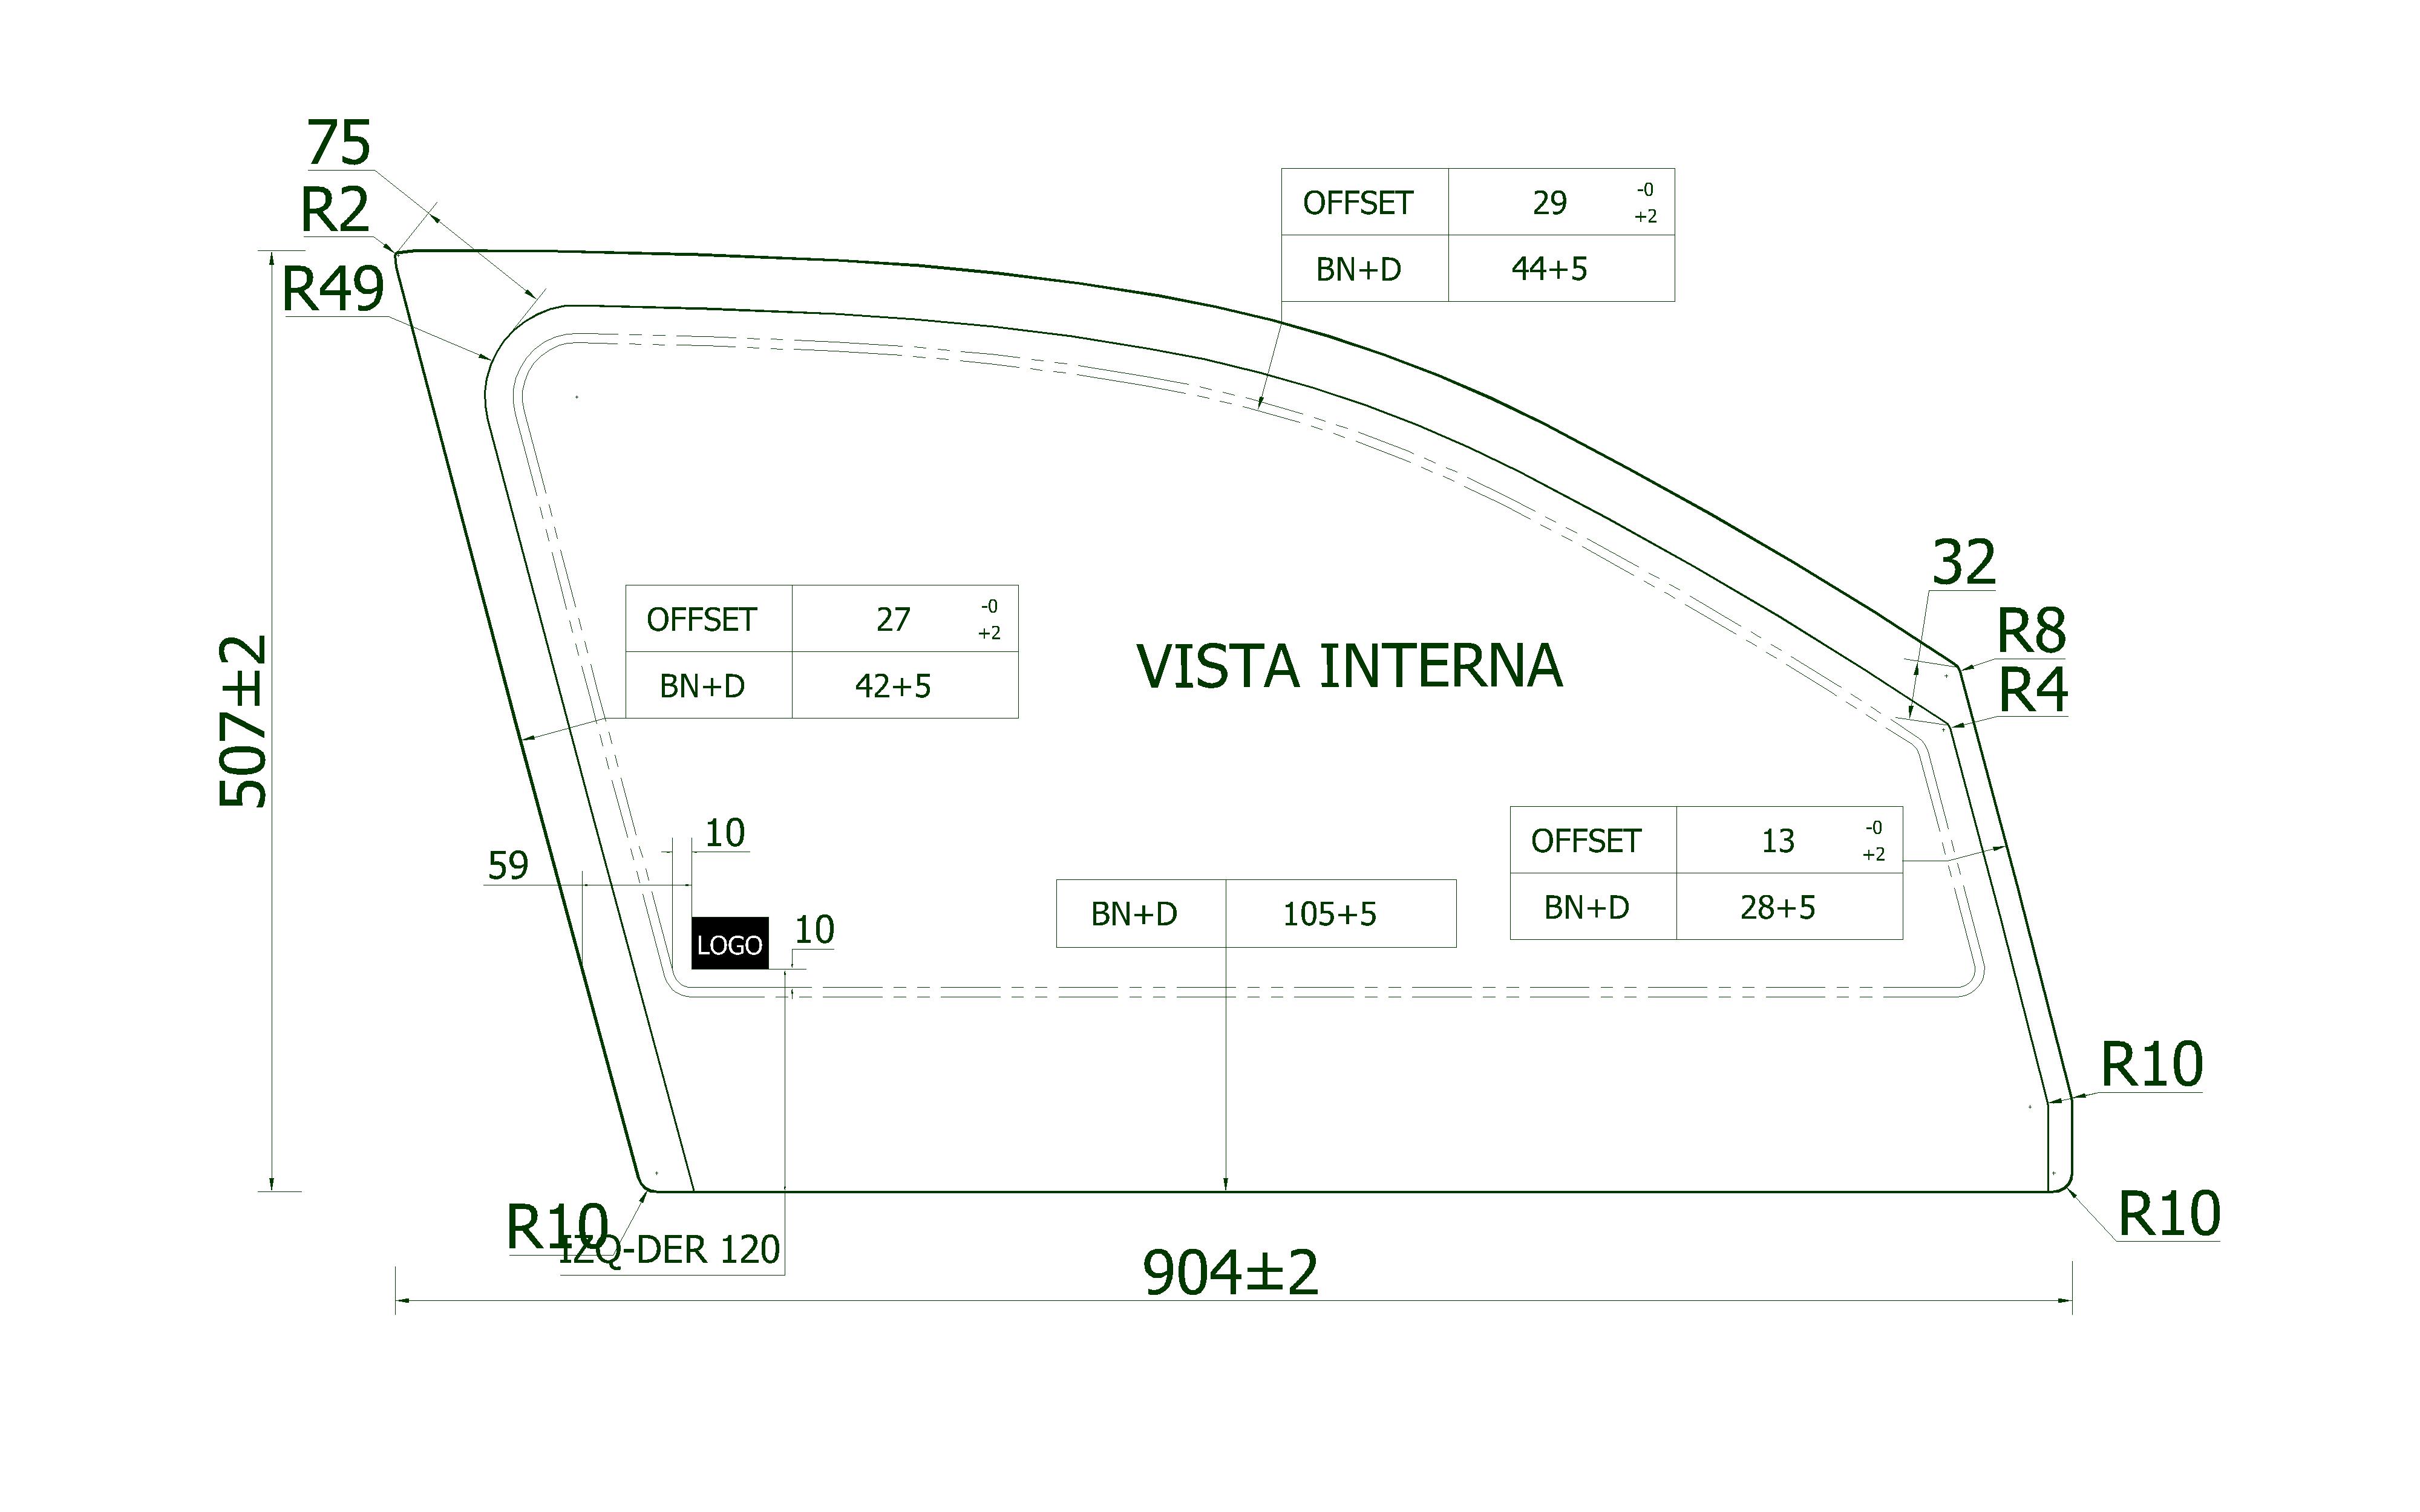 75
R2
R49
OFFSET 29 -0 +2
BN+D 44+5
32
R8
R4
OFFSET 27 -0 +2
BN+D 42+5
VISTA INTERNA
507±2
OFFSET 13 -0 +2
BN+D 28+5
10
59
BN+D 105+5
LOGO
10
R10
R10
IZQ-DER 120
R10
904±2